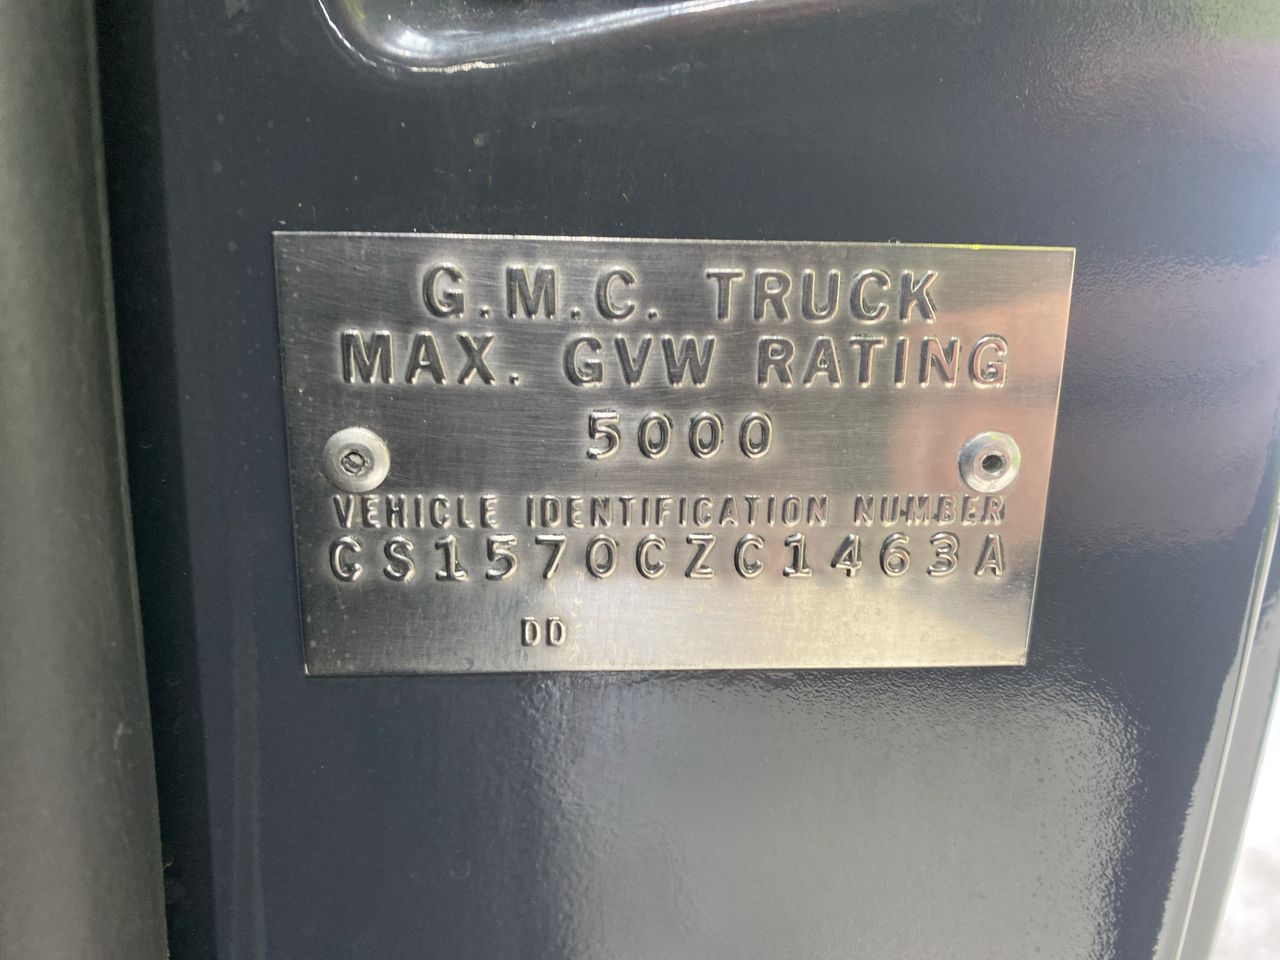 G.M.C. TRUCK
MAX. GVW RATING
5000
VEHICLE IDENTIFICATION NUMBER
CS1570CZC1463A
DD